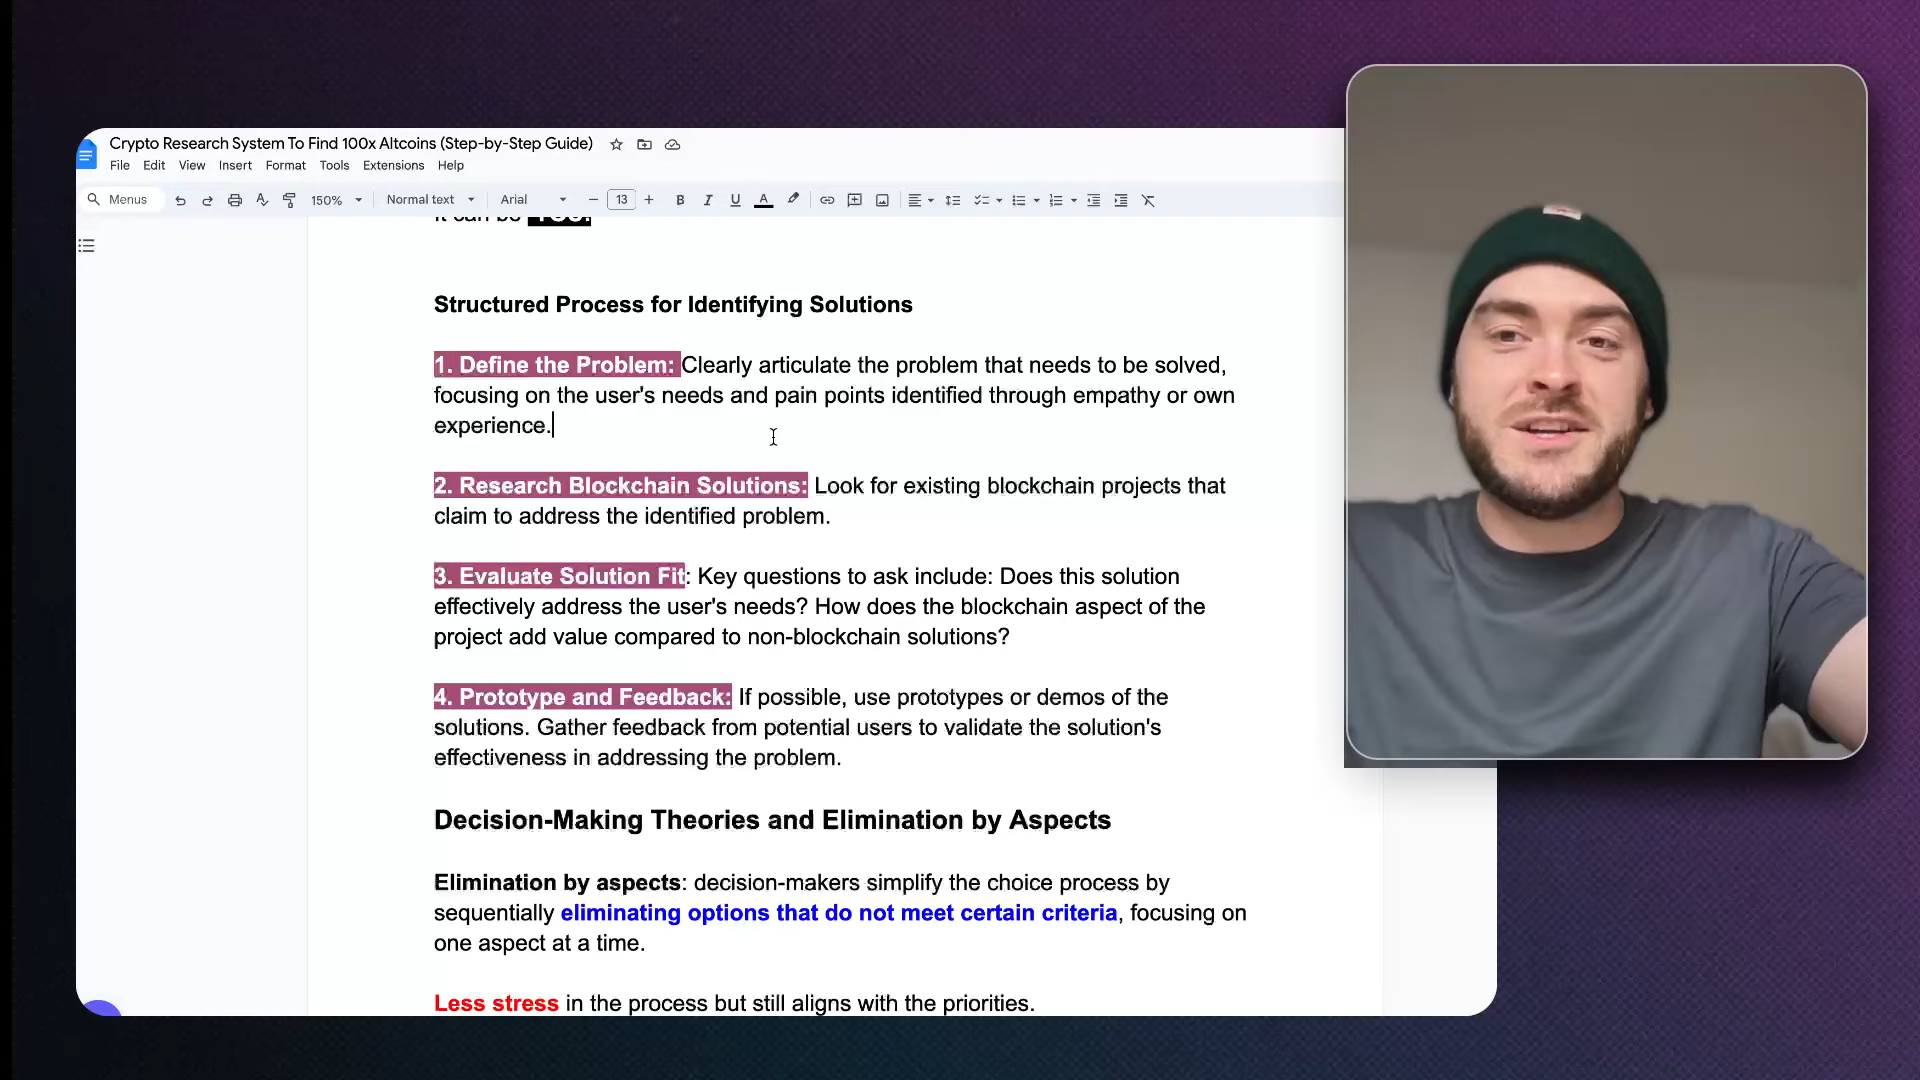 Crypto Research System To Find 100x Altcoins (Step-by-Step Guide)
File Edit View Insert Format Tools Extensions Help
Menus 150% Normal text Arial 13 B I U A
It can be YOU.
Structured Process for Identifying Solutions
1. Define the Problem: Clearly articulate the problem that needs to be solved,
focusing on the user's needs and pain points identified through empathy or own
experience.
2. Research Blockchain Solutions: Look for existing blockchain projects that
claim to address the identified problem.
3. Evaluate Solution Fit: Key questions to ask include: Does this solution
effectively address the user's needs? How does the blockchain aspect of the
project add value compared to non-blockchain solutions?
4. Prototype and Feedback: If possible, use prototypes or demos of the
solutions. Gather feedback from potential users to validate the solution's
effectiveness in addressing the problem.
Decision-Making Theories and Elimination by Aspects
Elimination by aspects: decision-makers simplify the choice process by
sequentially eliminating options that do not meet certain criteria, focusing on
one aspect at a time.
Less stress in the process but still aligns with the priorities.